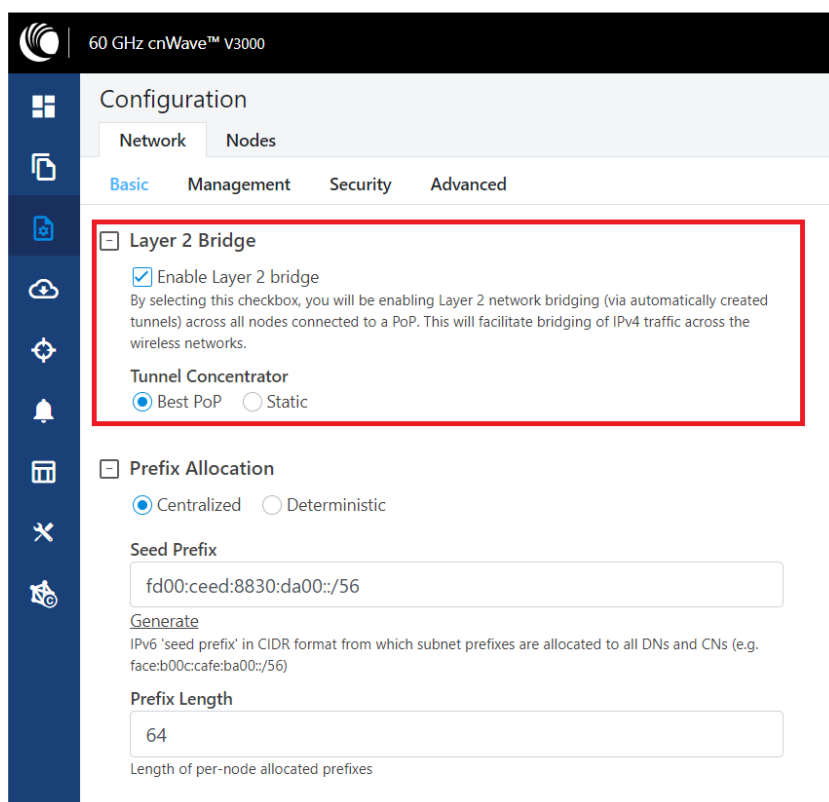 60 GHz cnWave™ V3000
Configuration
Network Nodes
Basic Management Security Advanced
Layer 2 Bridge
Enable Layer 2 bridge
By selecting this checkbox, you will be enabling Layer 2 network bridging (via automatically created
tunnels) across all nodes connected to a PoP. This will facilitate bridging of IPv4 traffic across the
wireless networks.
Tunnel Concentrator
Best PoP Static
Prefix Allocation
Centralized Deterministic
Seed Prefix
fd00:ceed:8830:da00::/56
Generate
IPv6 'seed prefix' in CIDR format from which subnet prefixes are allocated to all DNs and CNs (e.g.
face:b00c:cafe:ba00::/56)
Prefix Length
64
Length of per-node allocated prefixes